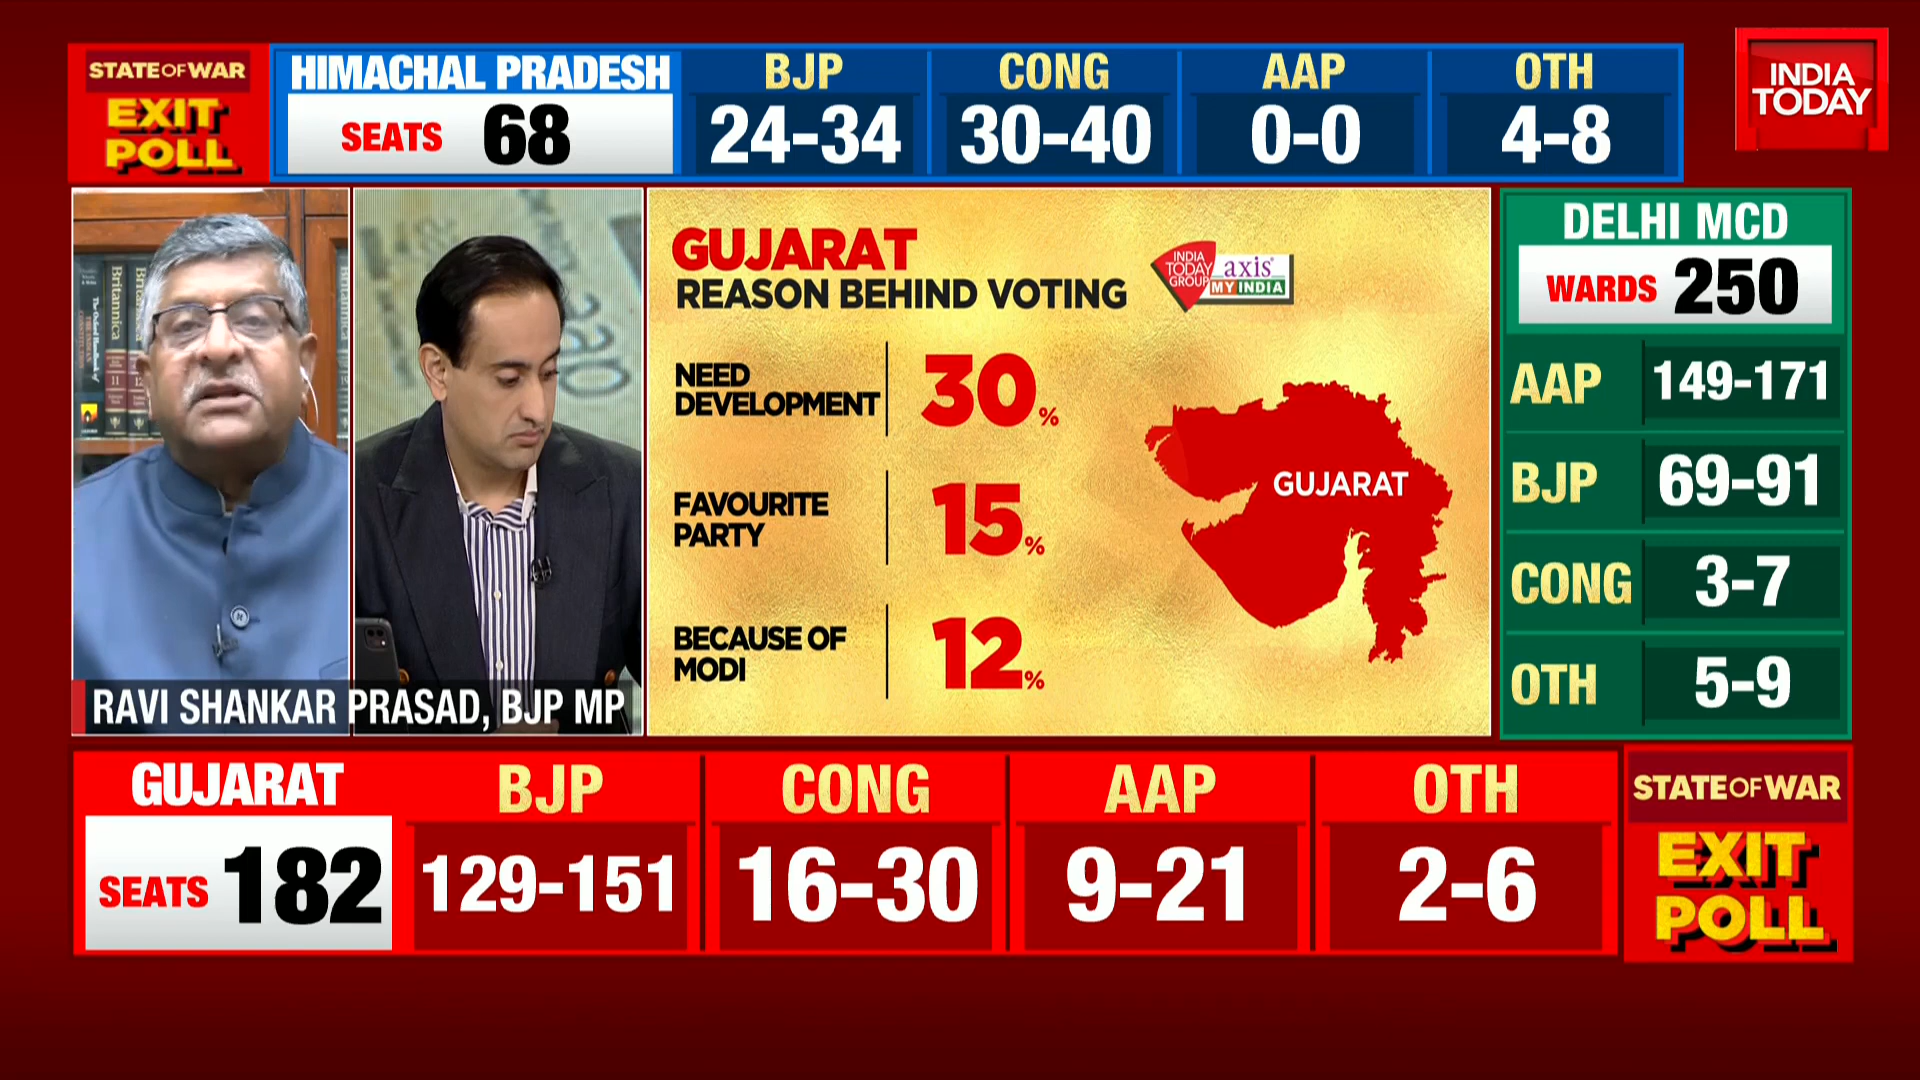 STATE OF WAR
EXIT
POLL
HIMACHAL PRADESH
SEATS 68
BJP
24-34
CONG
30-40
AAP
0-0
OTH
4-8
INDIA
TODAY
Britannica
11
GUJARAT
REASON BEHIND VOTING
INDIA
TODAY
GROUP
axis
MY INDIA
NEED
DEVELOPMENT
30%
FAVOURITE
PARTY
15%
BECAUSE OF
MODI
12%
GUJARAT
DELHI MCD
WARDS 250
AAP 149-171
BJP 69-91
CONG 3-7
OTH 5-9
RAVI SHANKAR PRASAD, BJP MP
GUJARAT
SEATS 182
BJP
129-151
CONG
16-30
AAP
9-21
OTH
2-6
STATE OF WAR
EXIT
POLL